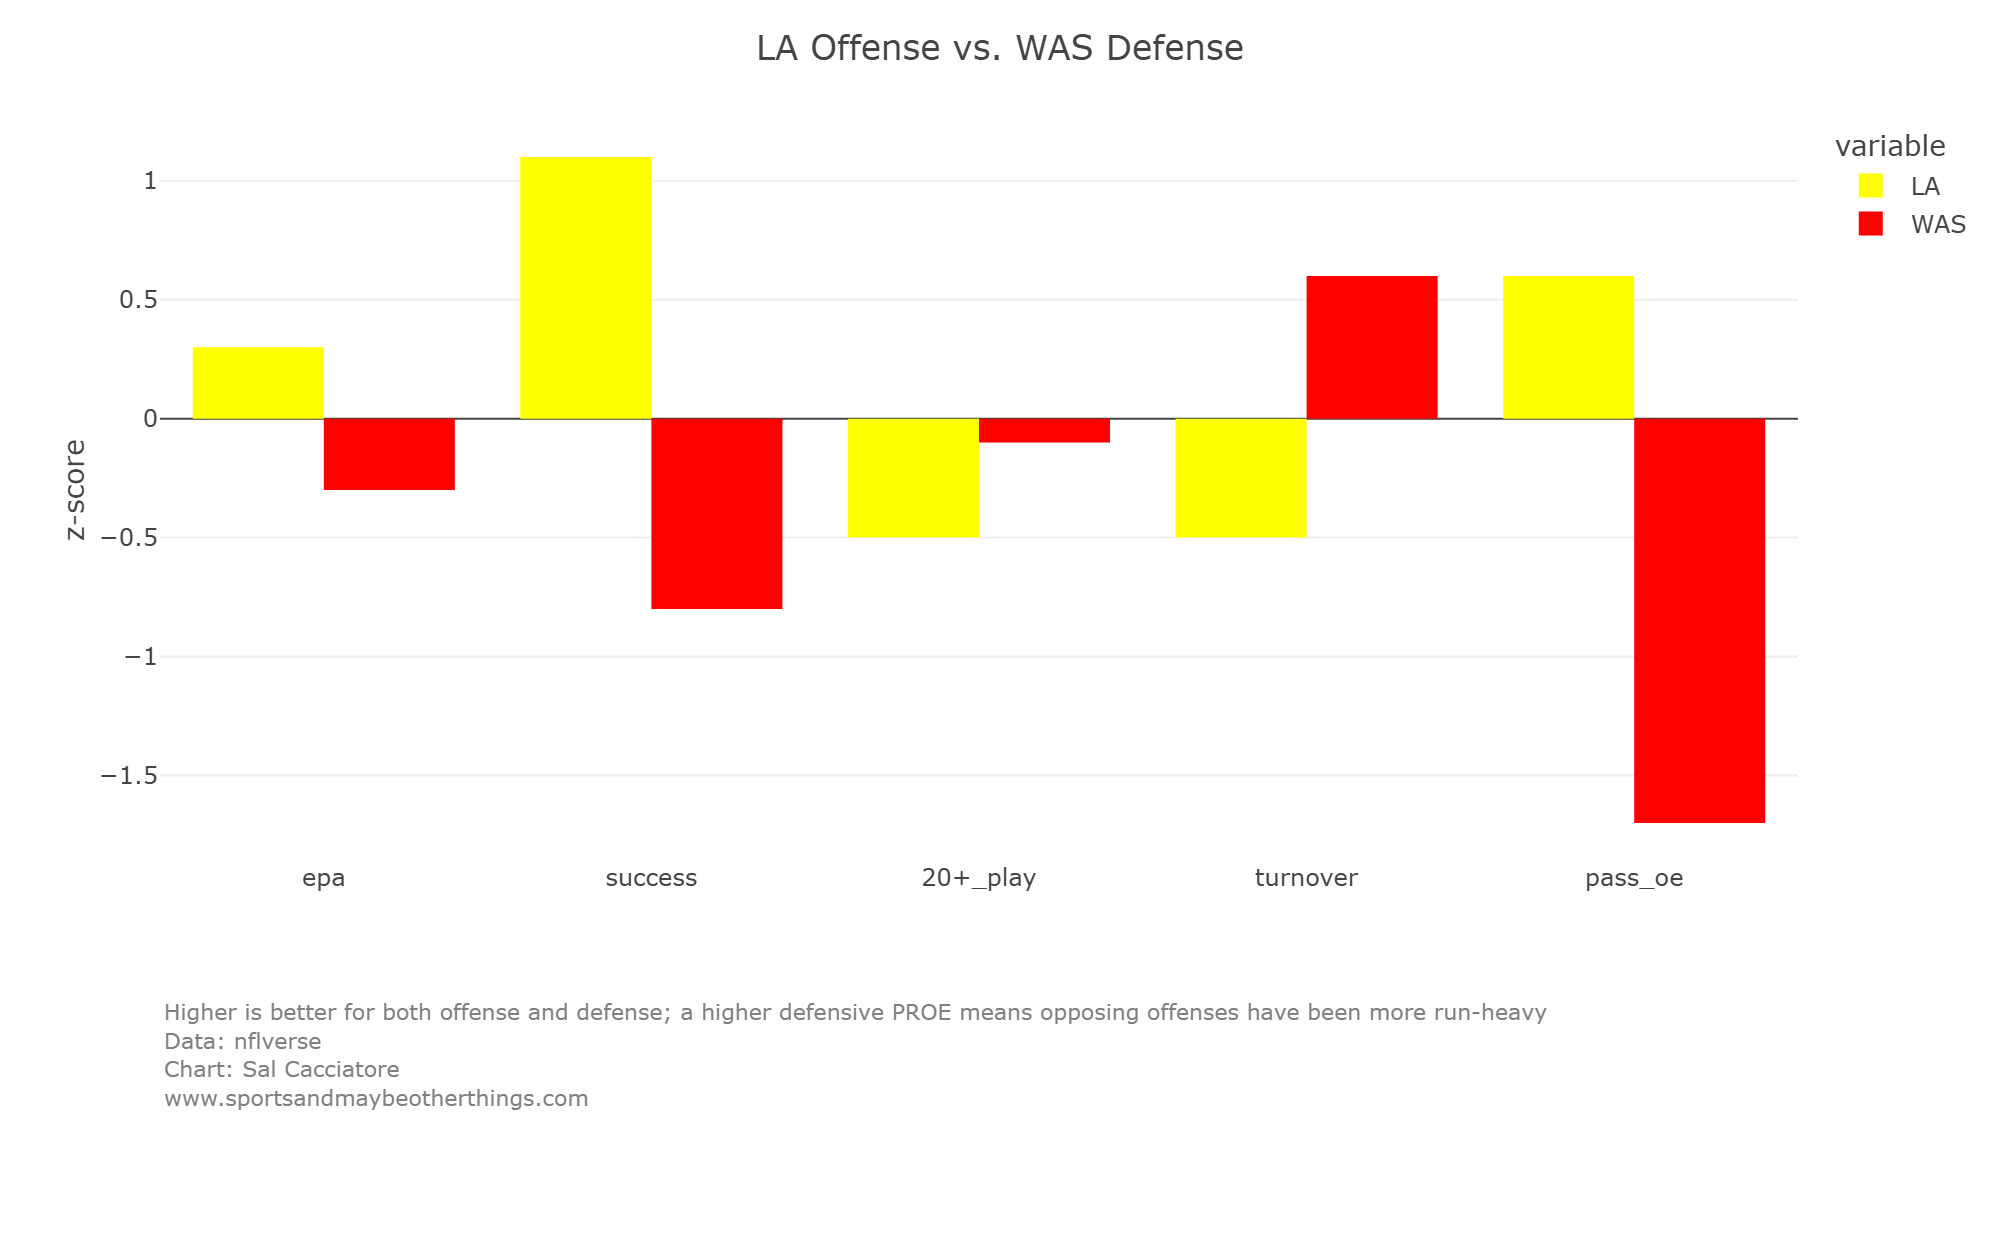 LA Offense vs. WAS Defense
variable
LA
WAS
1
0.5
0
−0.5
−1
−1.5
z-score
epa
success
20+_play
turnover
pass_oe
Higher is better for both offense and defense; a higher defensive PROE means opposing offenses have been more run-heavy
Data: nflverse
Chart: Sal Cacciatore
www.sportsandmaybeotherthings.com